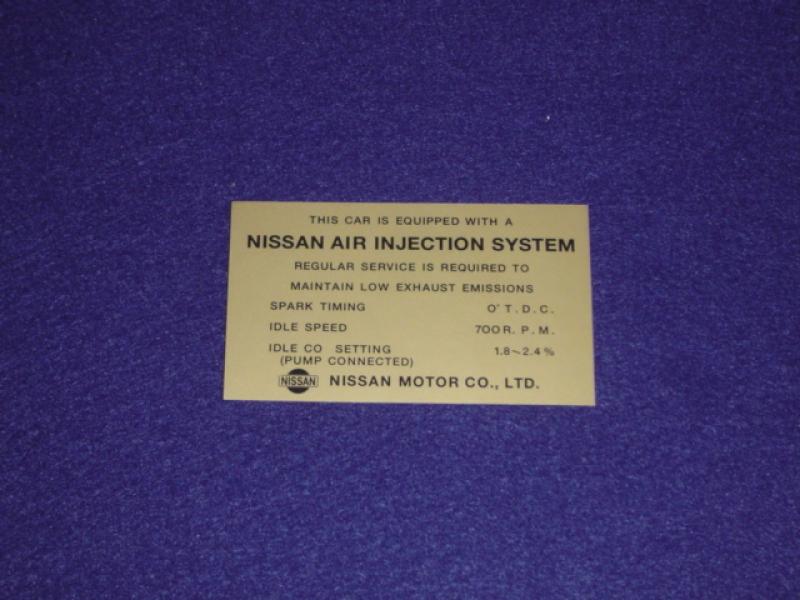 THIS CAR IS EQUIPPED WITH A
NISSAN AIR INJECTION SYSTEM
REGULAR SERVICE IS REQUIRED TO
MAINTAIN LOW EXHAUST EMISSIONS
SPARK TIMING 0° T.D.C.
IDLE SPEED 700 R.P.M.
IDLE CO SETTING 1.8~2.4%
(PUMP CONNECTED)
NISSAN NISSAN MOTOR CO., LTD.